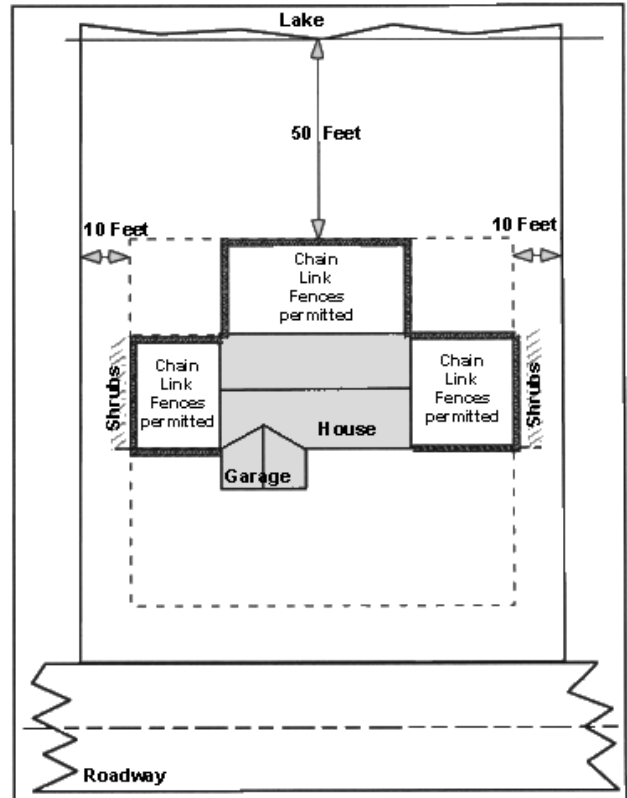 Lake
50 Feet
10 Feet
10 Feet
Chain
Link
Fences
permitted
Shrubs
Chain
Link
Fences
permitted
Chain
Link
Fences
permitted
Shrubs
House
Garage
Roadway